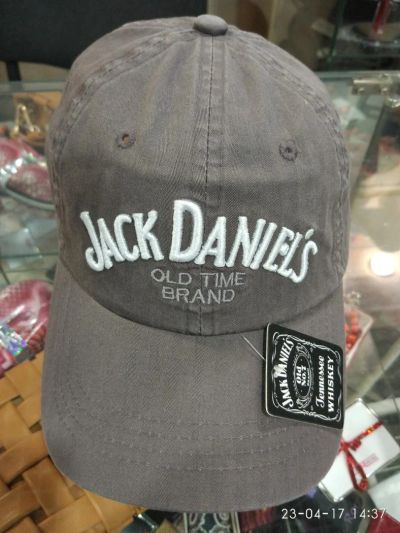 JACK DANIEL'S
OLD TIME
BRAND
JACK DANIEL'S
Old
No.7
Tennessee
WHISKEY
23-04-17 14:37